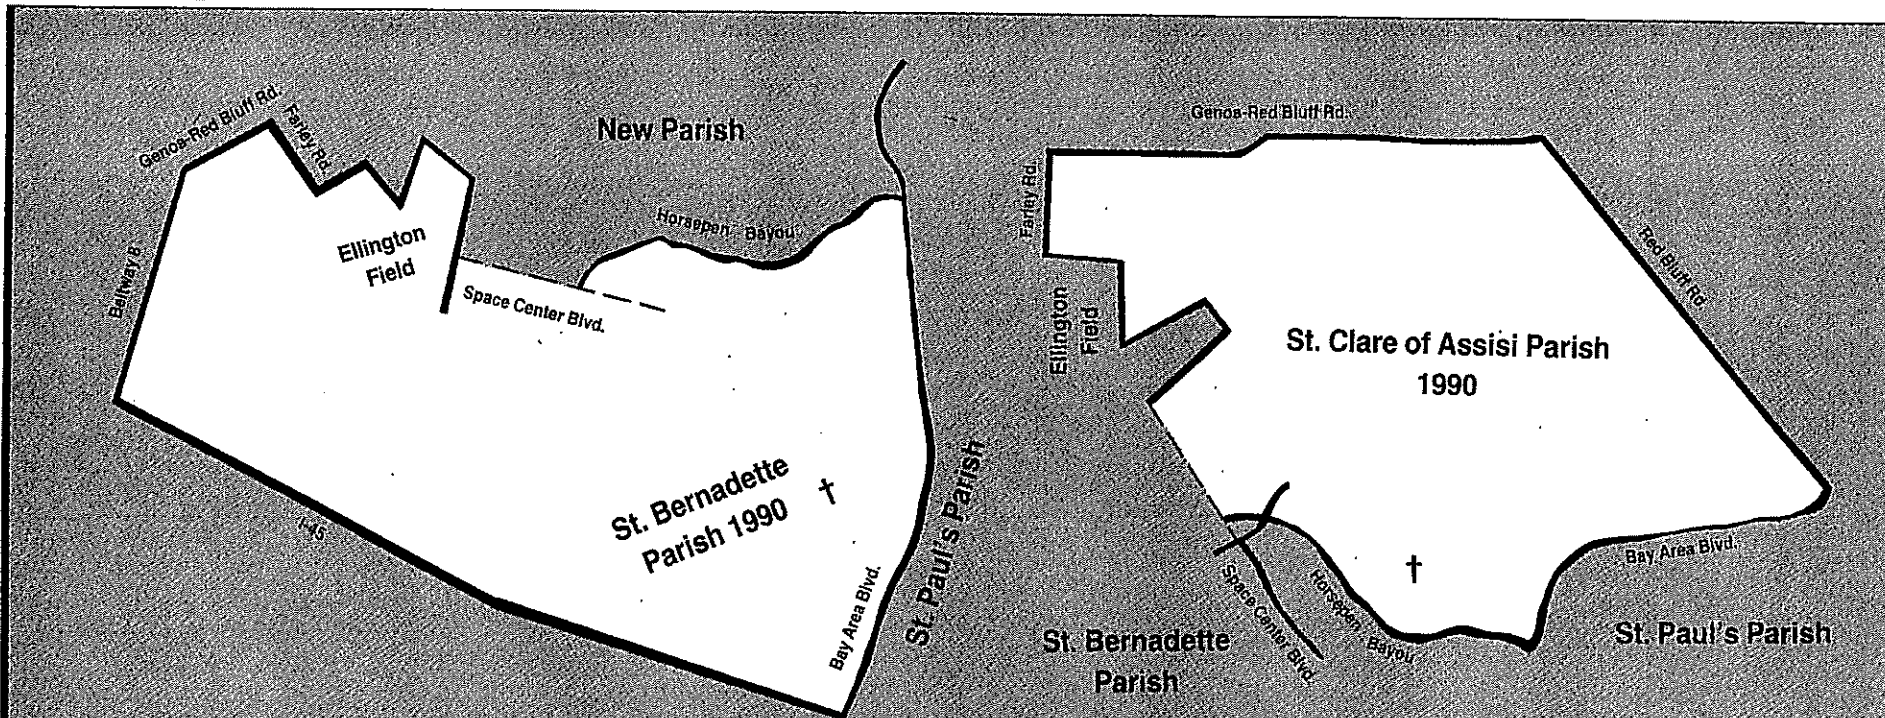 Genoa-Red Bluff Rd.
Farley Rd.
New Parish
Horsepen Bayou
Ellington
Field
Beltway 8
Space Center Blvd.
St. Bernadette
Parish 1990
I-45
Bay Area Blvd.
St. Paul's Parish
Genoa-Red Bluff Rd.
Farley Rd.
Red Bluff Rd.
Ellington
Field
St. Clare of Assisi Parish
1990
Bay Area Blvd.
Space Center Blvd.
Horsepen Bayou
St. Bernadette
Parish
St. Paul's Parish